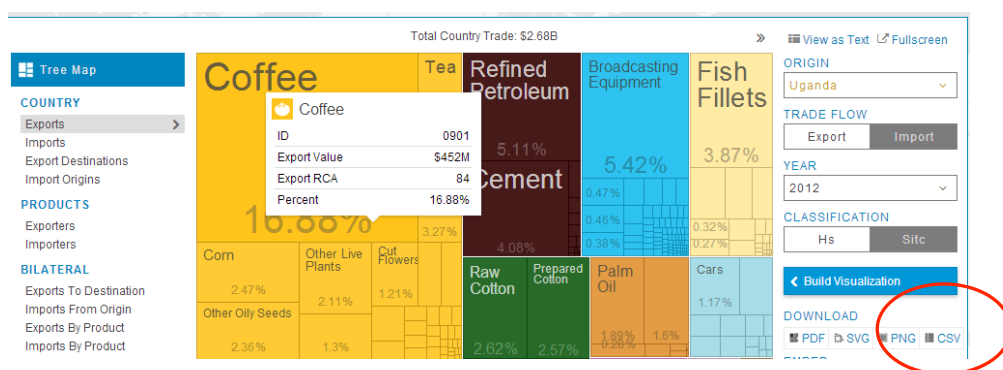 Total Country Trade: $2.68B
»
View as Text Fullscreen
Tree Map
COUNTRY
Exports
Imports
Export Destinations
Import Origins
PRODUCTS
Exporters
Importers
BILATERAL
Exports To Destination
Imports From Origin
Exports By Product
Imports By Product
Coffee
16.88%
Coffee
ID 0901
Export Value $452M
Export RCA 84
Percent 16.88%
Tea
3.27%
Corn
2.47%
Other Live
Plants
2.11%
Cut
Flowers
1.21%
Other Oily Seeds
2.36%
1.3%
Refined
Petroleum
5.11%
Cement
4.08%
Broadcasting
Equipment
5.42%
0.47%
0.46%
0.38%
Fish
Fillets
3.87%
0.32%
0.27%
Raw
Cotton
2.62%
Prepared
Cotton
2.57%
Palm
Oil
1.89%
1.6%
Cars
1.17%
ORIGIN
Uganda
TRADE FLOW
Export Import
YEAR
2012
CLASSIFICATION
Hs Sitc
Build Visualization
DOWNLOAD
PDF SVG PNG CSV